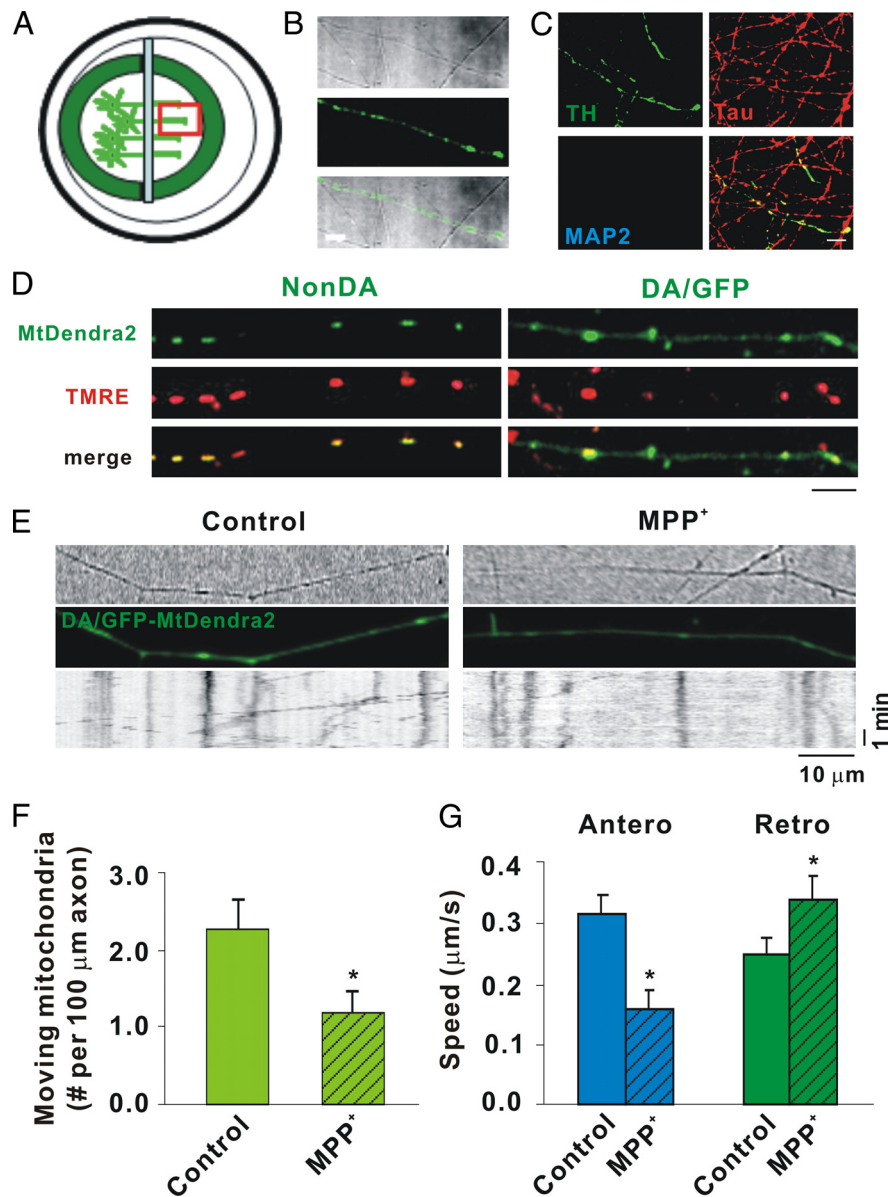 A
B
C
TH
Tau
MAP2
D
NonDA
DA/GFP
MtDendra2
TMRE
merge
E
Control
MPP⁺
DA/GFP-MtDendra2
1 min
10 μm
F
G
Moving mitochondria
(# per 100 μm axon)
3.0
2.0
1.0
0.0
*
Control
MPP⁺
Antero
Retro
Speed (μm/s)
0.4
0.3
0.2
0.1
0.0
*
*
Control
MPP⁺
Control
MPP⁺